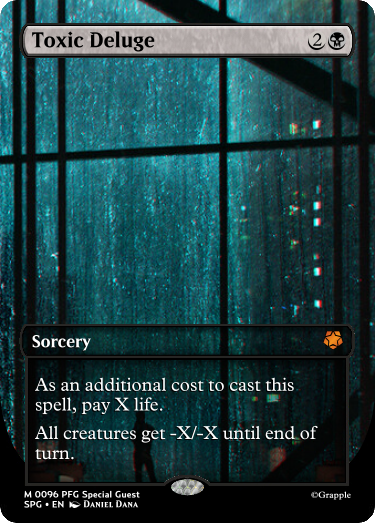 Toxic Deluge 2
Sorcery
As an additional cost to cast this
spell, pay X life.
All creatures get -X/-X until end of
turn.
M 0096 PFG Special Guest
SPG • EN Daniel Dana
©Grapple